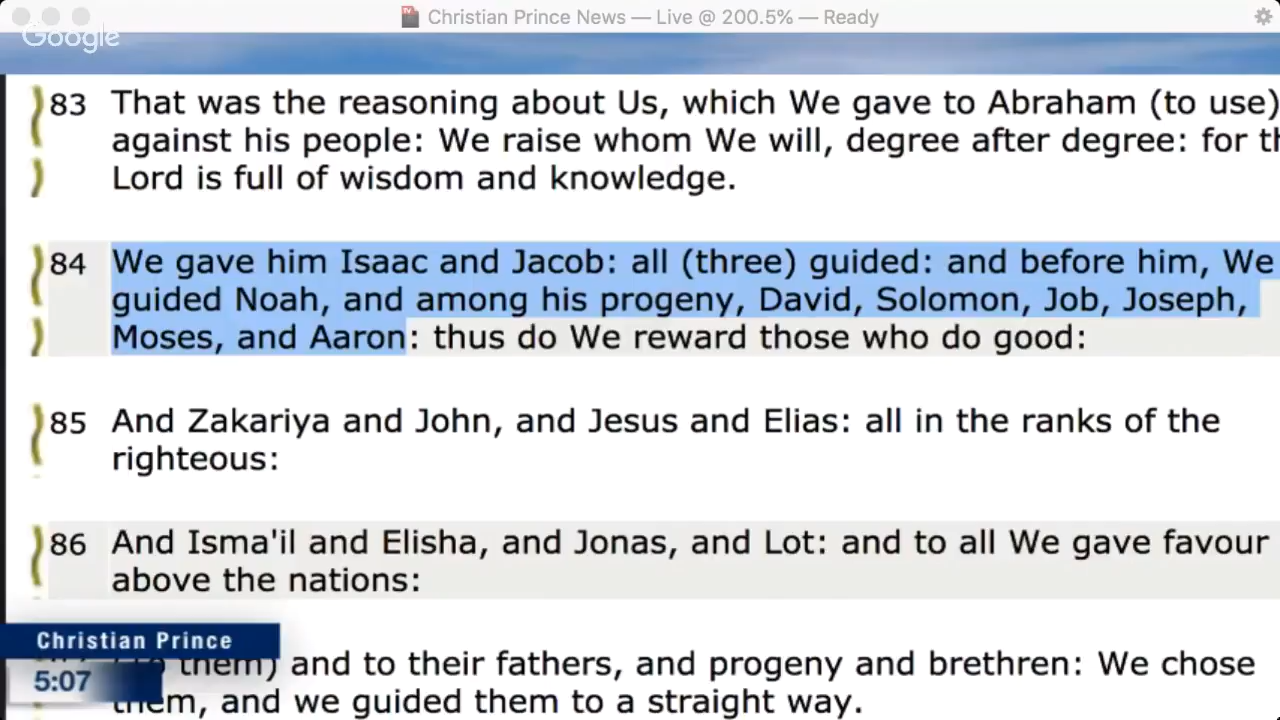 Christian Prince News — Live @ 200.5% — Ready
Google
83 That was the reasoning about Us, which We gave to Abraham (to use)
against his people: We raise whom We will, degree after degree: for
Lord is full of wisdom and knowledge.
84 We gave him Isaac and Jacob: all (three) guided: and before him, We
guided Noah, and among his progeny, David, Solomon, Job, Joseph,
Moses, and Aaron: thus do We reward those who do good:
85 And Zakariya and John, and Jesus and Elias: all in the ranks of the
righteous:
86 And Isma'il and Elisha, and Jonas, and Lot: and to all We gave favour
above the nations:
Christian Prince
them) and to their fathers, and progeny and brethren: We chose
5:07
them, and we guided them to a straight way.